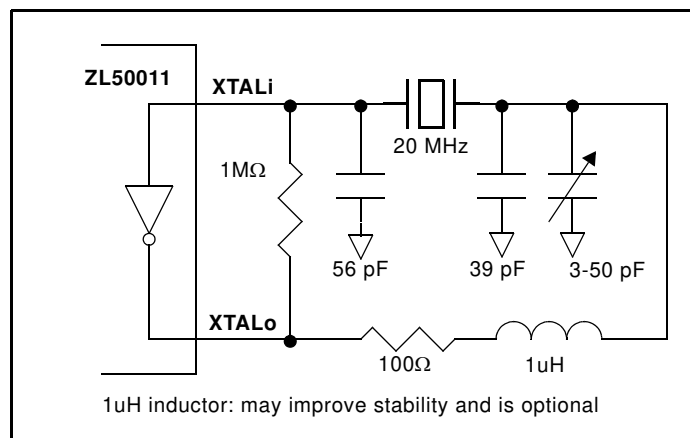 ZL50011
XTALi
20 MHz
1MΩ
56 pF
39 pF
3-50 pF
XTALo
100Ω
1uH
1uH inductor: may improve stability and is optional